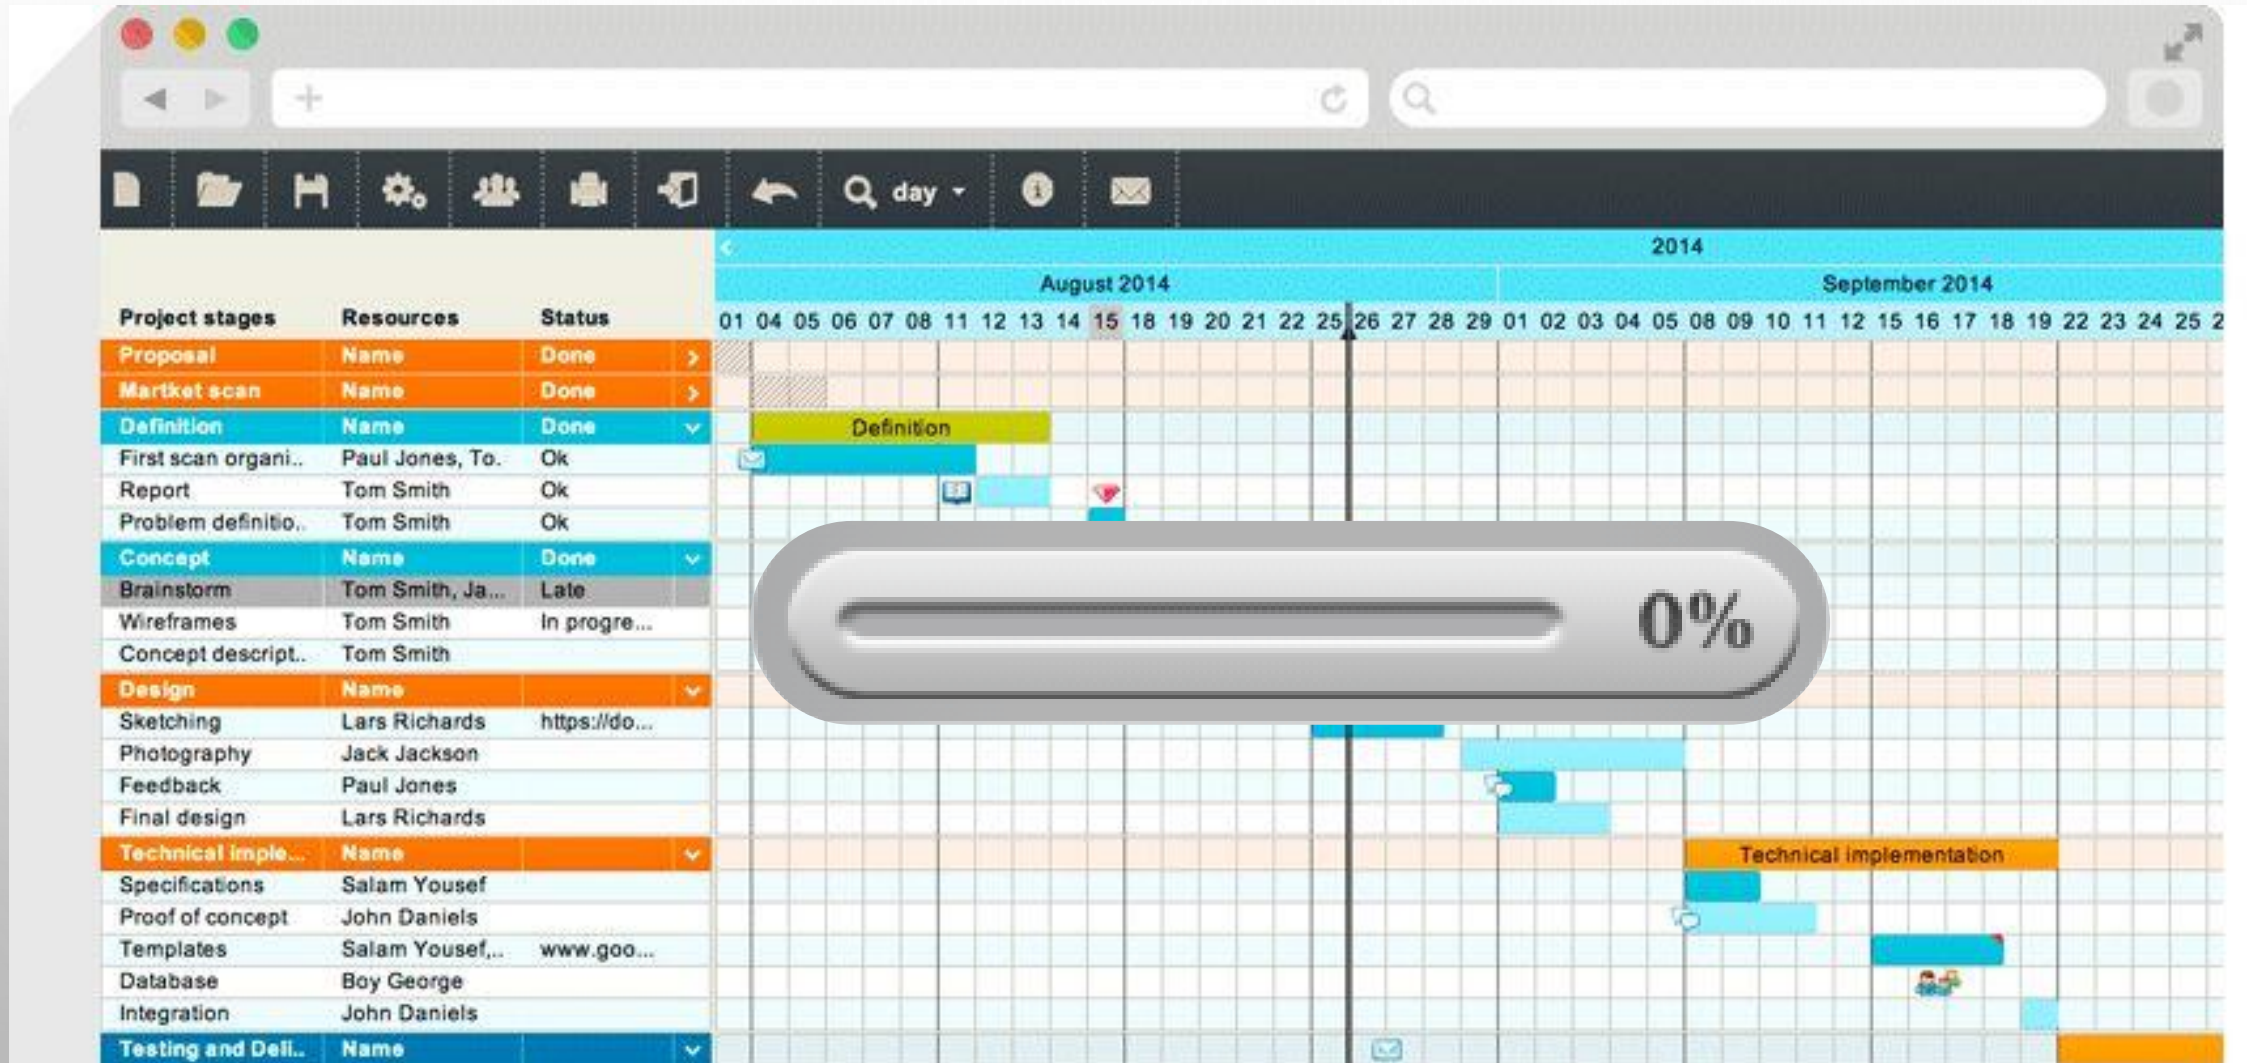 day
2014
August 2014 September 2014
Project stages Resources Status 01 04 05 06 07 08 11 12 13 14 15 18 19 20 21 22 25 26 27 28 29 01 02 03 04 05 08 09 10 11 12 15 16 17 18 19 22 23 24 25 2
Proposal Name Done
Martket scan Name Done
Definition Name Done Definition
First scan organi.. Paul Jones, To. Ok
Report Tom Smith Ok
Problem definitio.. Tom Smith Ok
Concept Name Done
Brainstorm Tom Smith, Ja... Late
Wireframes Tom Smith In progre...
0%
Concept descript.. Tom Smith
Design Name
Sketching Lars Richards https://do...
Photography Jack Jackson
Feedback Paul Jones
Final design Lars Richards
Technical imple... Name Technical implementation
Specifications Salam Yousef
Proof of concept John Daniels
Templates Salam Yousef,.. www.goo...
Database Boy George
Integration John Daniels
Testing and Deli.. Name